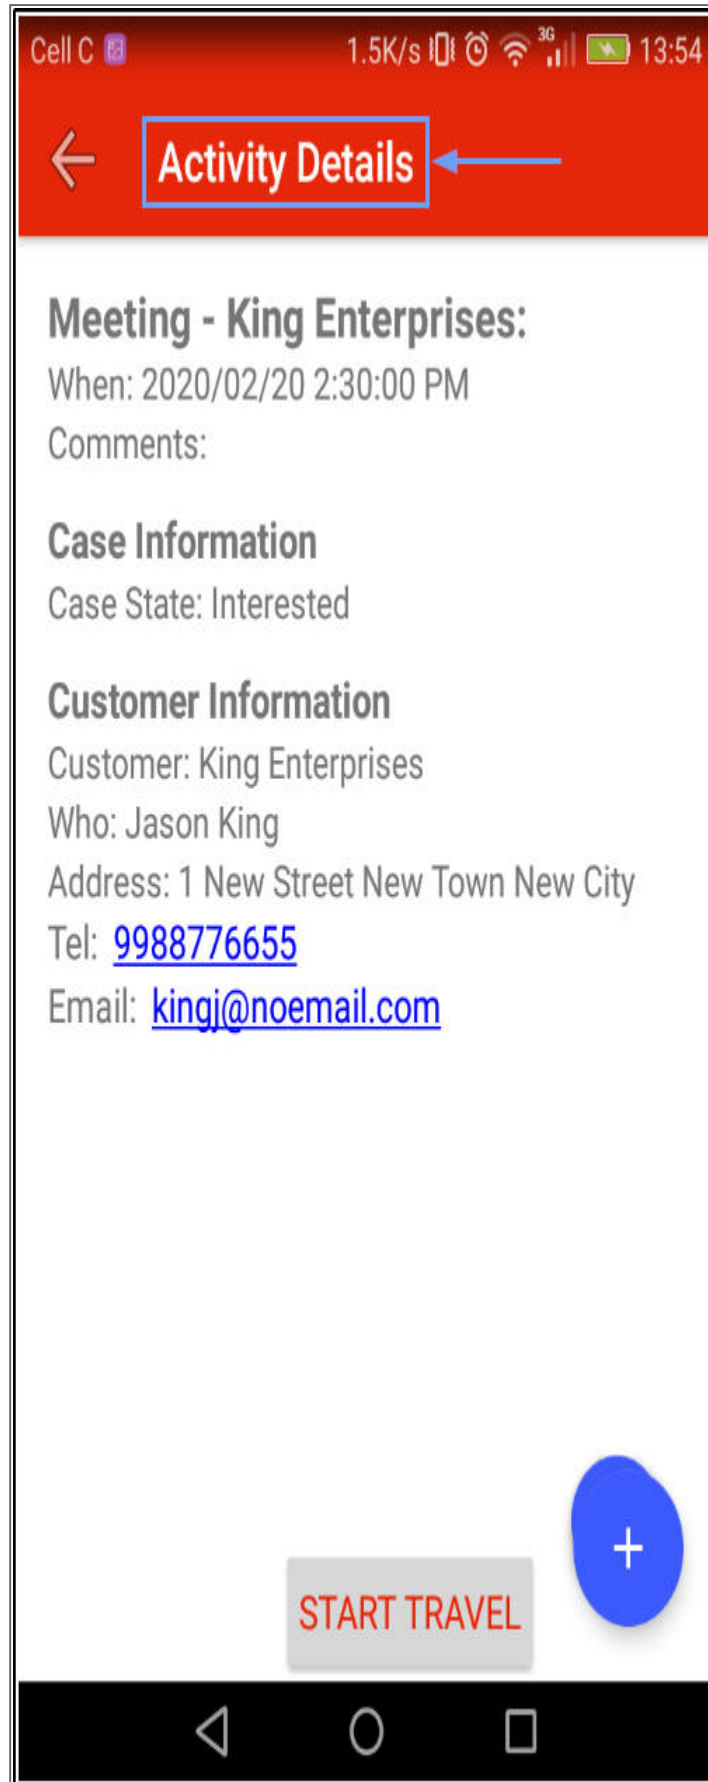 Cell C 1.5K/s 3G 13:54
Activity Details
Meeting - King Enterprises:
When: 2020/02/20 2:30:00 PM
Comments:
Case Information
Case State: Interested
Customer Information
Customer: King Enterprises
Who: Jason King
Address: 1 New Street New Town New City
Tel: 9988776655
Email: kingj@noemail.com
+
START TRAVEL